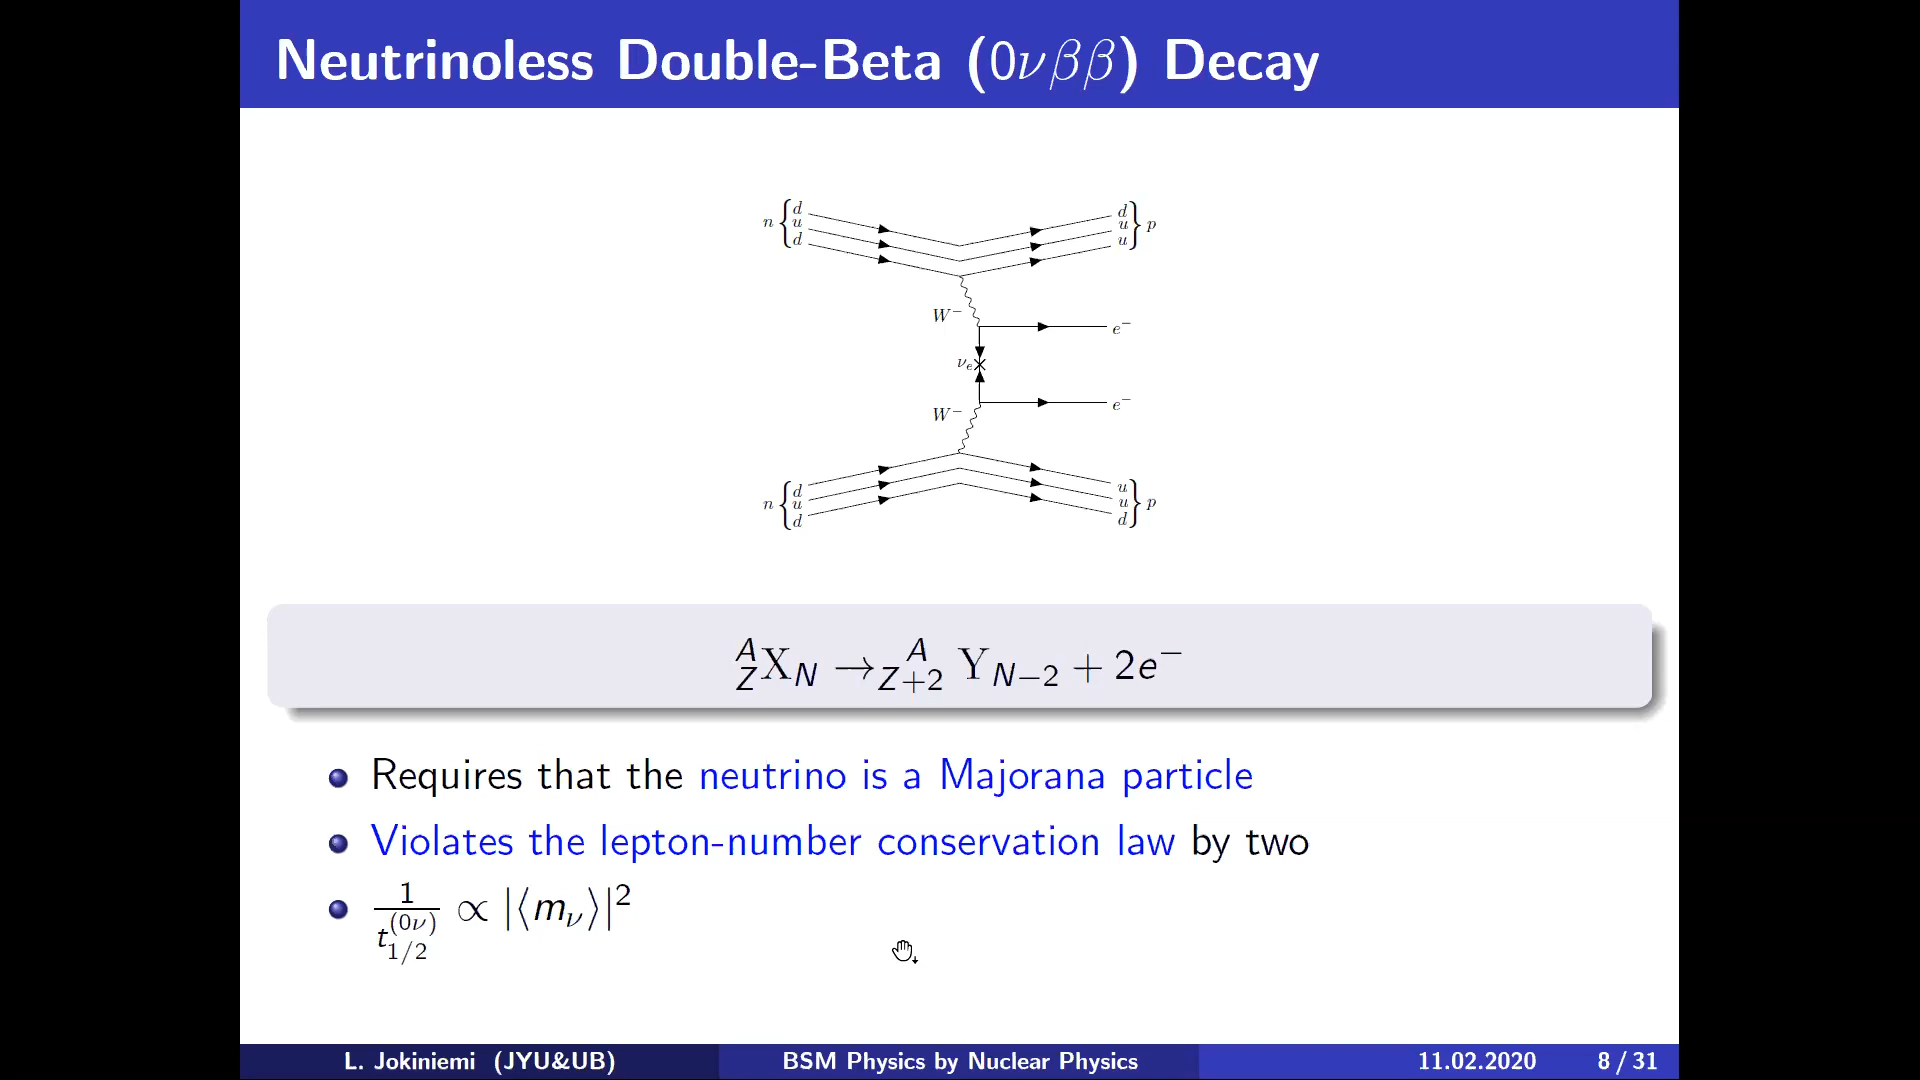 Neutrinoless Double-Beta (0νββ) Decay
n { d u d
d u u } p
W⁻
e⁻
νₑ
e⁻
W⁻
n { d u d
u u d } p
^A_Z X_N → ^A_{Z+2} Y_{N−2} + 2e⁻
Requires that the neutrino is a Majorana particle
Violates the lepton-number conservation law by two
1 / t_{1/2}^{(0ν)} ∝ |⟨m_ν⟩|²
L. Jokiniemi (JYU&UB) BSM Physics by Nuclear Physics 11.02.2020 8 / 31